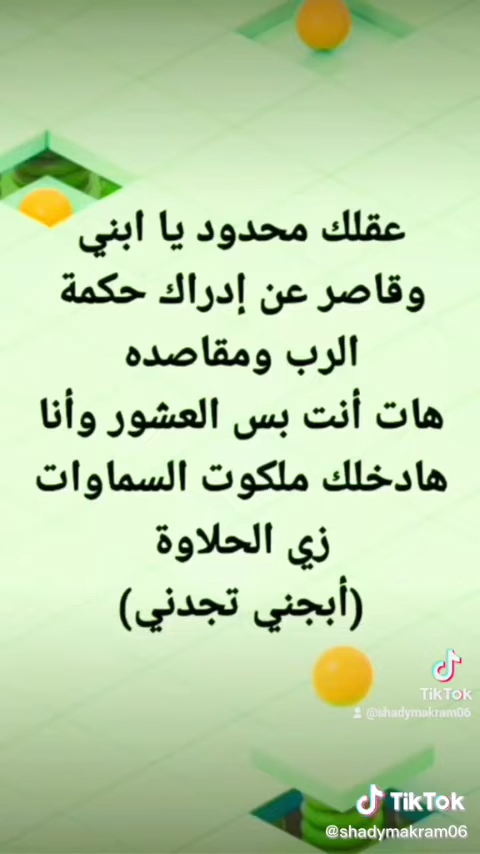 عقلك محدود يا ابني
وقاصر عن إدراك حكمة
الرب ومقاصده
هات أنت بس العشور وأنا
هادخلك ملكوت السماوات
زي الحلاوة
(أبجني تجدني)
TikTok
@shadymakram06
TikTok
@shadymakram06